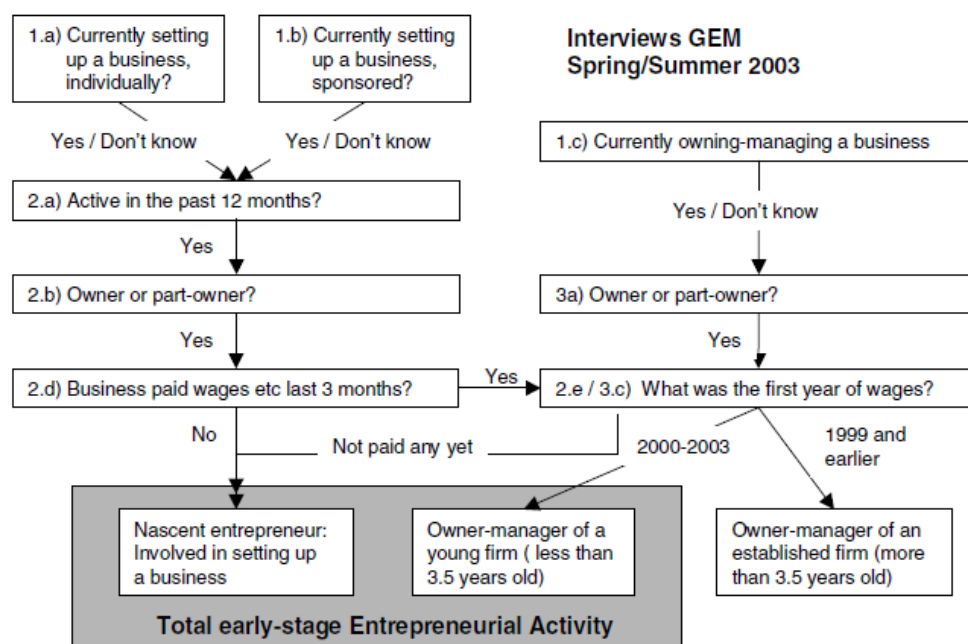 1.a) Currently setting
up a business,
individually?
1.b) Currently setting
up a business,
sponsored?
Interviews GEM
Spring/Summer 2003
Yes / Don't know
Yes / Don't know
1.c) Currently owning-managing a business
2.a) Active in the past 12 months?
Yes / Don't know
Yes
2.b) Owner or part-owner?
3a) Owner or part-owner?
Yes
Yes
2.d) Business paid wages etc last 3 months?
Yes
2.e / 3.c) What was the first year of wages?
No
Not paid any yet
2000-2003
1999 and
earlier
Nascent entrepreneur:
Involved in setting up
a business
Owner-manager of a
young firm ( less than
3.5 years old)
Owner-manager of an
established firm (more
than 3.5 years old)
Total early-stage Entrepreneurial Activity